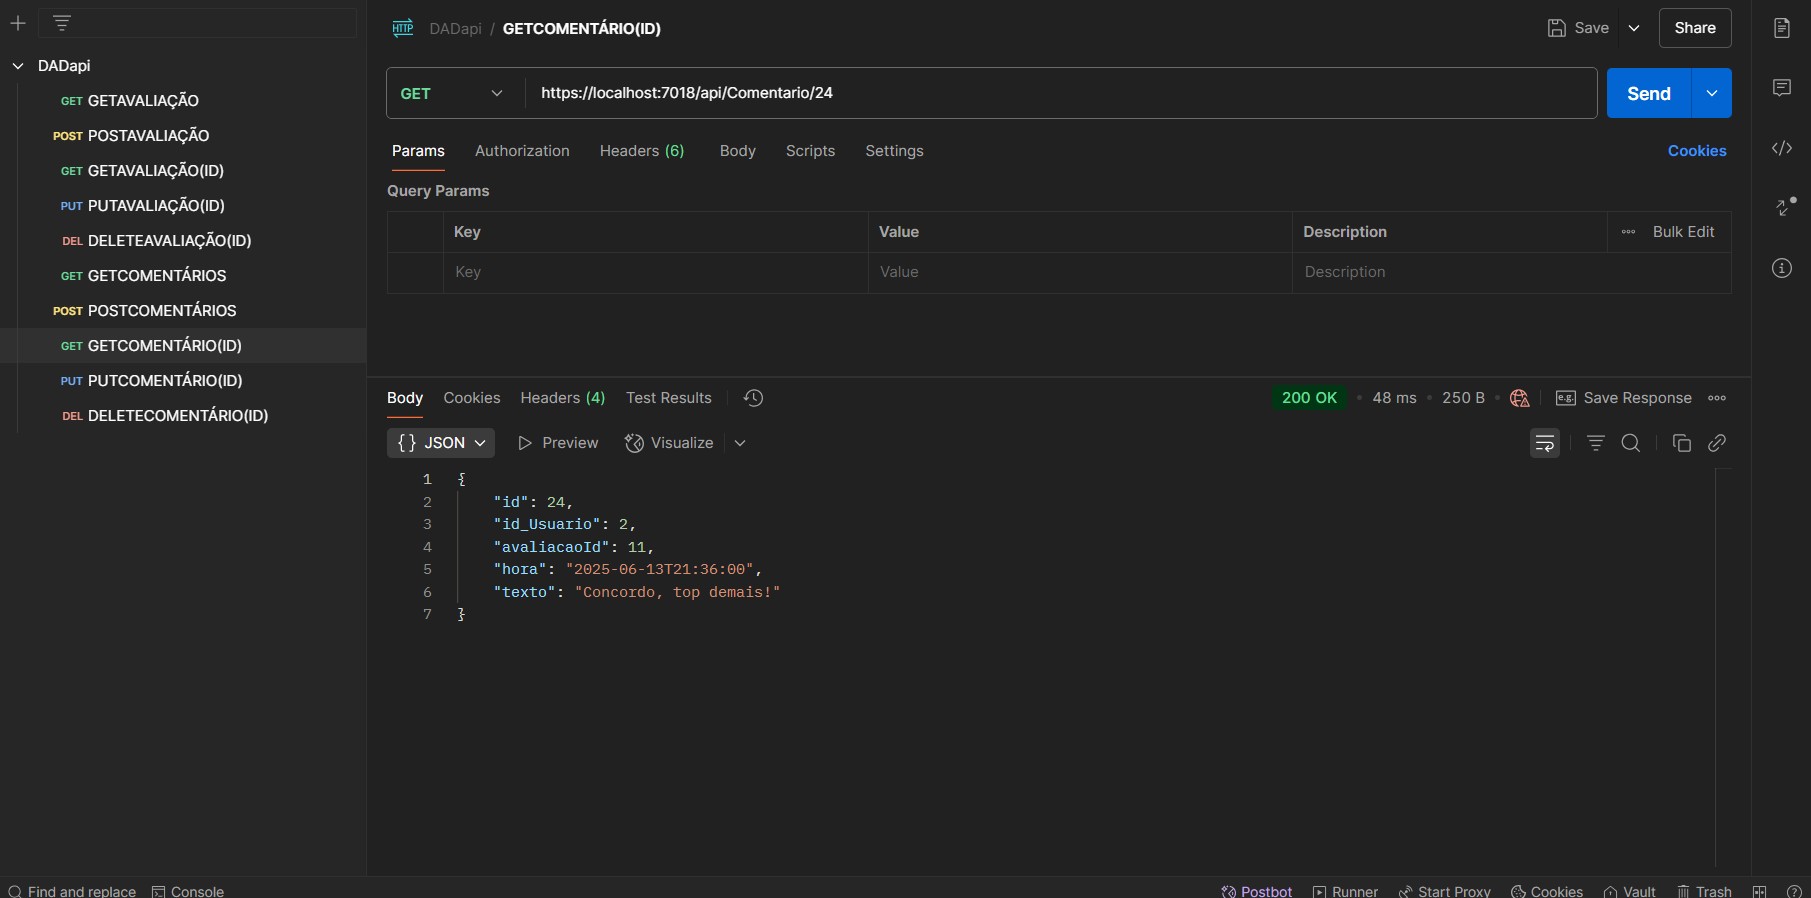 DADapi
GET GETAVALIAÇÃO
POST POSTAVALIAÇÃO
GET GETAVALIAÇÃO(ID)
PUT PUTAVALIAÇÃO(ID)
DEL DELETEAVALIAÇÃO(ID)
GET GETCOMENTÁRIOS
POST POSTCOMENTÁRIOS
GET GETCOMENTÁRIO(ID)
PUT PUTCOMENTÁRIO(ID)
DEL DELETECOMENTÁRIO(ID)
HTTP DADapi / GETCOMENTÁRIO(ID) Save Share
GET https://localhost:7018/api/Comentario/24 Send
Params Authorization Headers (6) Body Scripts Settings Cookies
Query Params
Key Value Description Bulk Edit
Key Value Description
Body Cookies Headers (4) Test Results 200 OK • 48 ms • 250 B • e.g. Save Response
{} JSON Preview Visualize
1 {
2 "id": 24,
3 "id_Usuario": 2,
4 "avaliacaoId": 11,
5 "hora": "2025-06-13T21:36:00",
6 "texto": "Concordo, top demais!"
7 }
Find and replace Console Postbot Runner Start Proxy Cookies Vault Trash